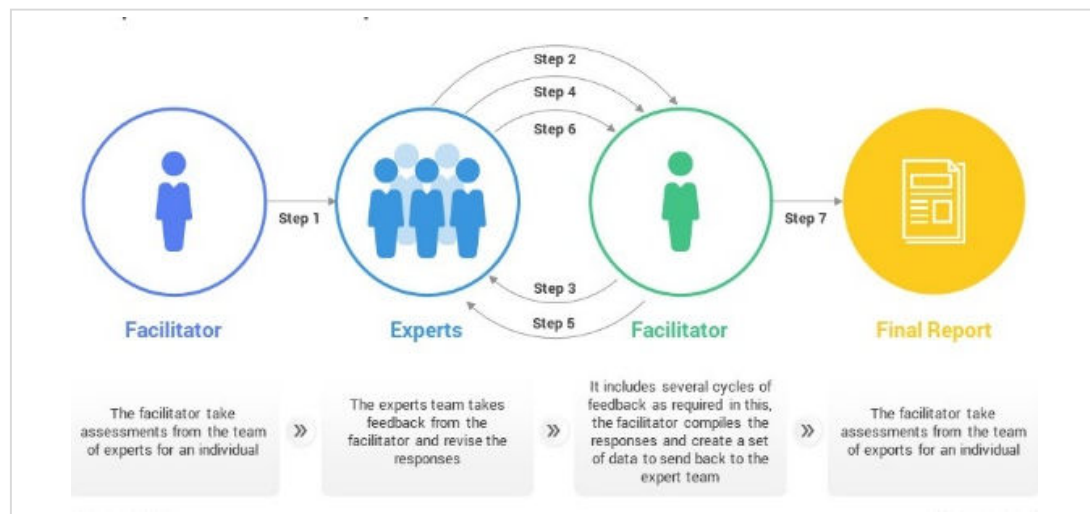 Step 2
Step 4
Step 6
Step 1
Step 7
Step 3
Step 5
Facilitator
Experts
Facilitator
Final Report
The facilitator take
assessments from the team
of experts for an individual
»
The experts team takes
feedback from the
facilitator and revise the
responses
»
It includes several cycles of
feedback as required in this,
the facilitator compiles the
responses and create a set
of data to send back to the
expert team
»
The facilitator take
assessments from the team
of exports for an individual